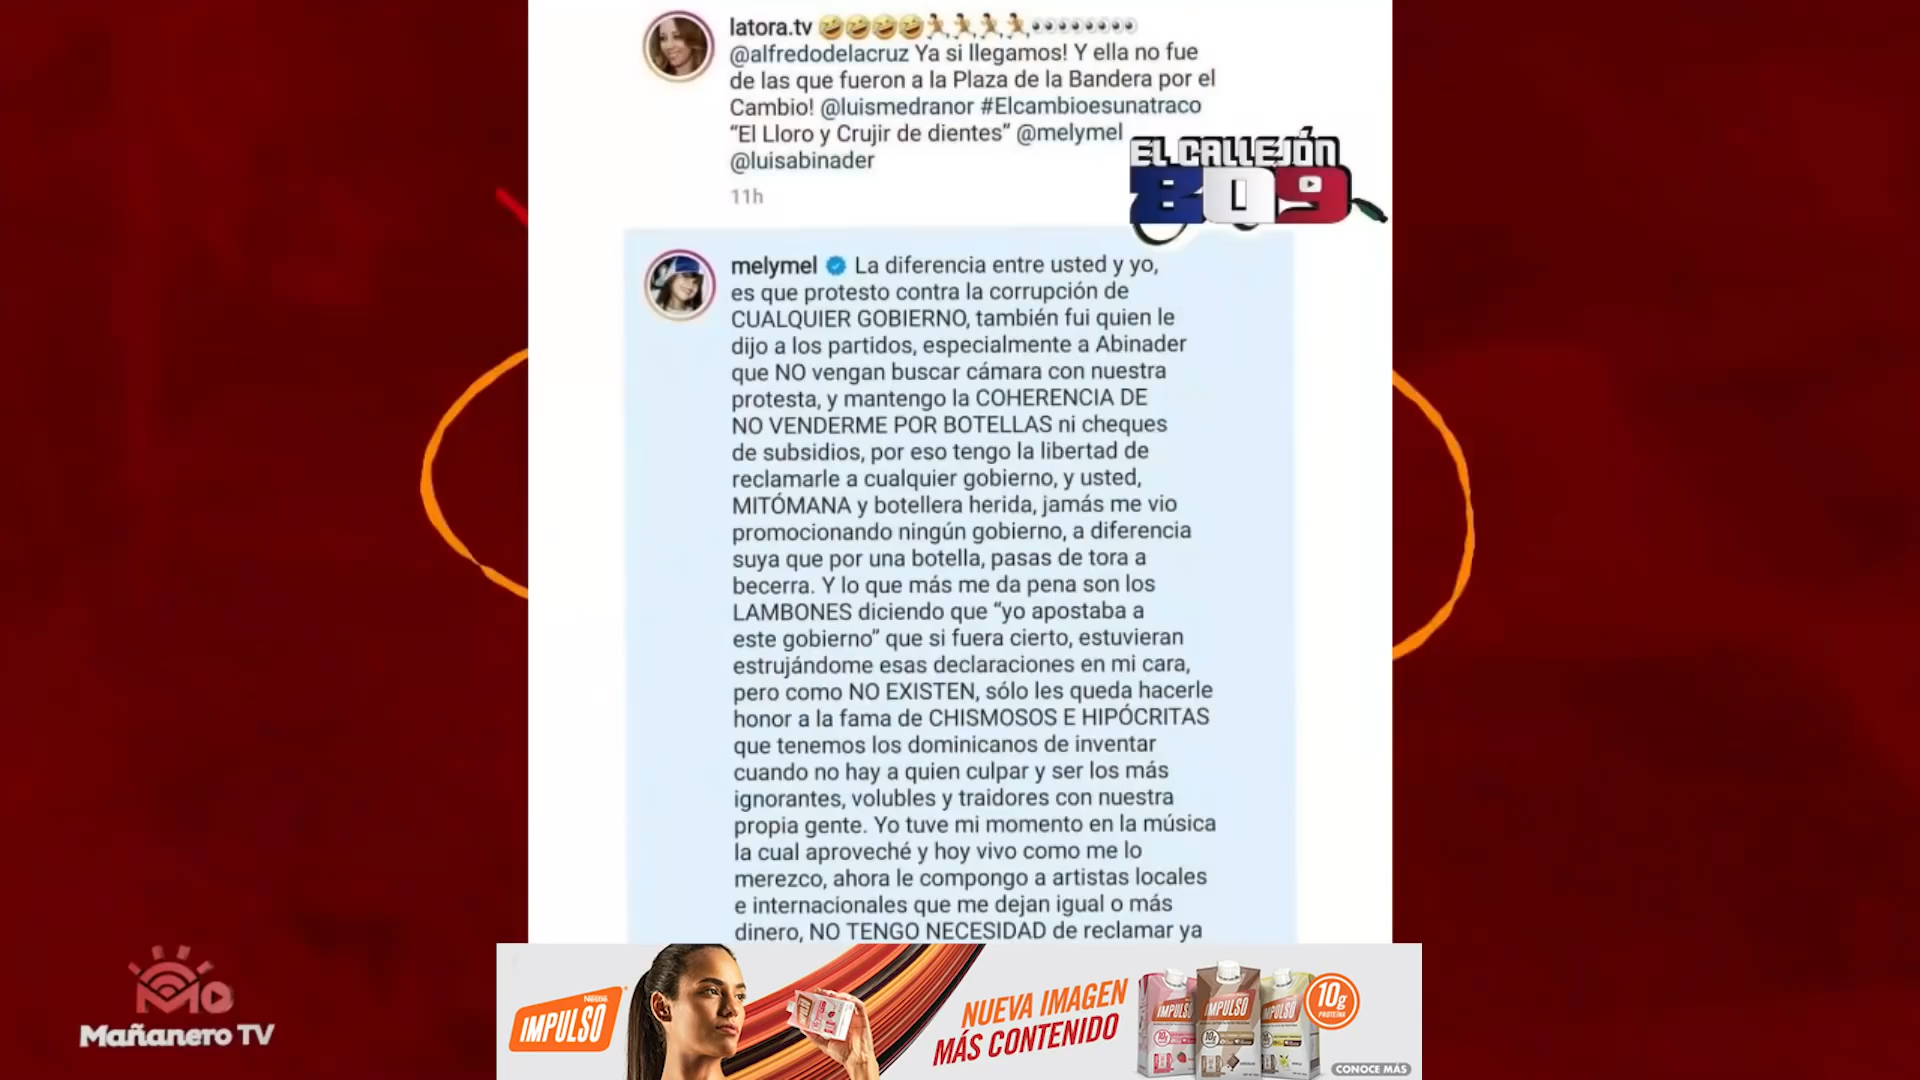 latora.tv 🤣🤣🤣🤣🏃🏃🏃🏃👀👀👀👀
@alfredodelacruz Ya si llegamos! Y ella no fue
de las que fueron a la Plaza de la Bandera por el
Cambio! @luismedranor #Elcambioesunatraco
“El Lloro y Crujir de dientes” @melymel
@luisabinader
11h
EL CALLEJÓN
809
melymel La diferencia entre usted y yo,
es que protesto contra la corrupción de
CUALQUIER GOBIERNO, también fui quien le
dijo a los partidos, especialmente a Abinader
que NO vengan buscar cámara con nuestra
protesta, y mantengo la COHERENCIA DE
NO VENDERME POR BOTELLAS ni cheques
de subsidios, por eso tengo la libertad de
reclamarle a cualquier gobierno, y usted,
MITÓMANA y botellera herida, jamás me vio
promocionando ningún gobierno, a diferencia
suya que por una botella, pasas de tora a
becerra. Y lo que más me da pena son los
LAMBONES diciendo que “yo apostaba a
este gobierno” que si fuera cierto, estuvieran
estrujándome esas declaraciones en mi cara,
pero como NO EXISTEN, sólo les queda hacerle
honor a la fama de CHISMOSOS E HIPÓCRITAS
que tenemos los dominicanos de inventar
cuando no hay a quien culpar y ser los más
ignorantes, volubles y traidores con nuestra
propia gente. Yo tuve mi momento en la música
la cual aproveché y hoy vivo como me lo
merezco, ahora le compongo a artistas locales
e internacionales que me dejan igual o más
dinero, NO TENGO NECESIDAD de reclamar ya
Mañanero TV
Nestlé
IMPULSO
NUEVA IMAGEN
MÁS CONTENIDO
IMPULSO
IMPULSO
IMPULSO
10g
PROTEÍNA
CONOCE MÁS